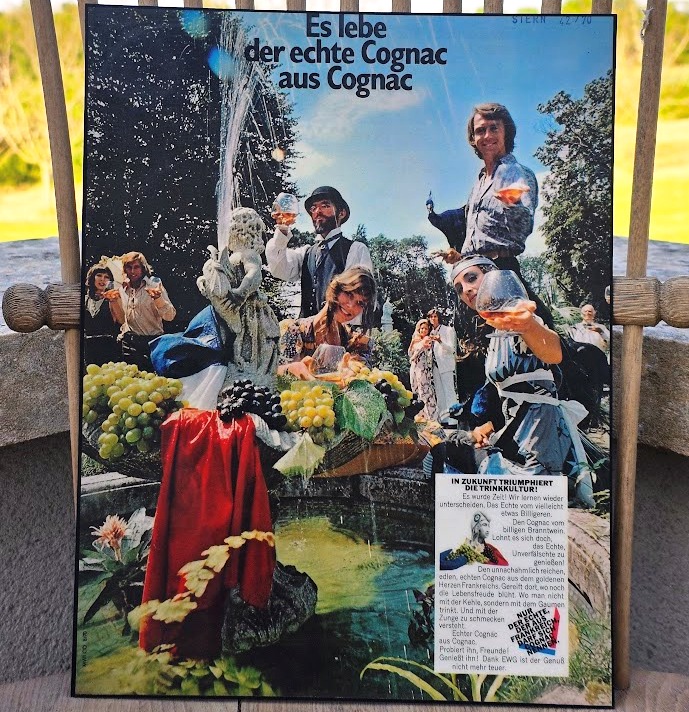 STERN 42/70
Es lebe
der echte Cognac
aus Cognac
IN ZUKUNFT TRIUMPHIERT
DIE TRINKKULTUR!
Es wurde Zeit! Wir lernen wieder
unterscheiden. Das Echte vom vielleicht
etwas Billigeren.
Den Cognac vom
billigen Branntwein.
Lohnt es sich doch,
das Echte,
Unverfälschte zu
genießen!
Den unnachahmlich reichen,
edlen, echten Cognac aus dem goldenen
Herzen Frankreichs. Gereift dort, wo noch
die Lebensfreude blüht. Wo man nicht
mit der Kehle, sondern mit dem Gaumen
trinkt. Und mit der
Zunge zu schmecken
versteht.
Echter Cognac
aus Cognac.
Probiert ihn, Freunde!
Genießt ihn! Dank EWG ist der Genuß
nicht mehr teuer.
NUR
DER ECHTE